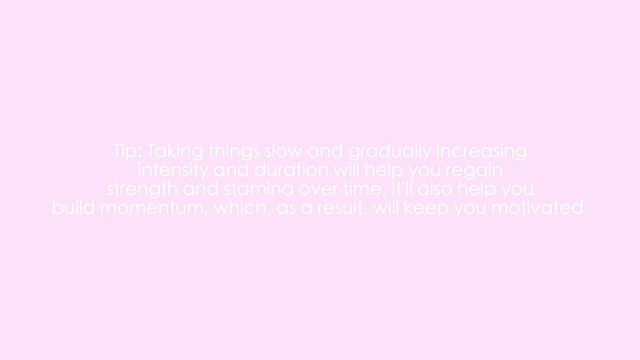 Tip: Taking things slow and gradually increasing
intensity and duration will help you regain
strength and stamina over time. It'll also help you
build momentum, which, as a result, will keep you motivated.